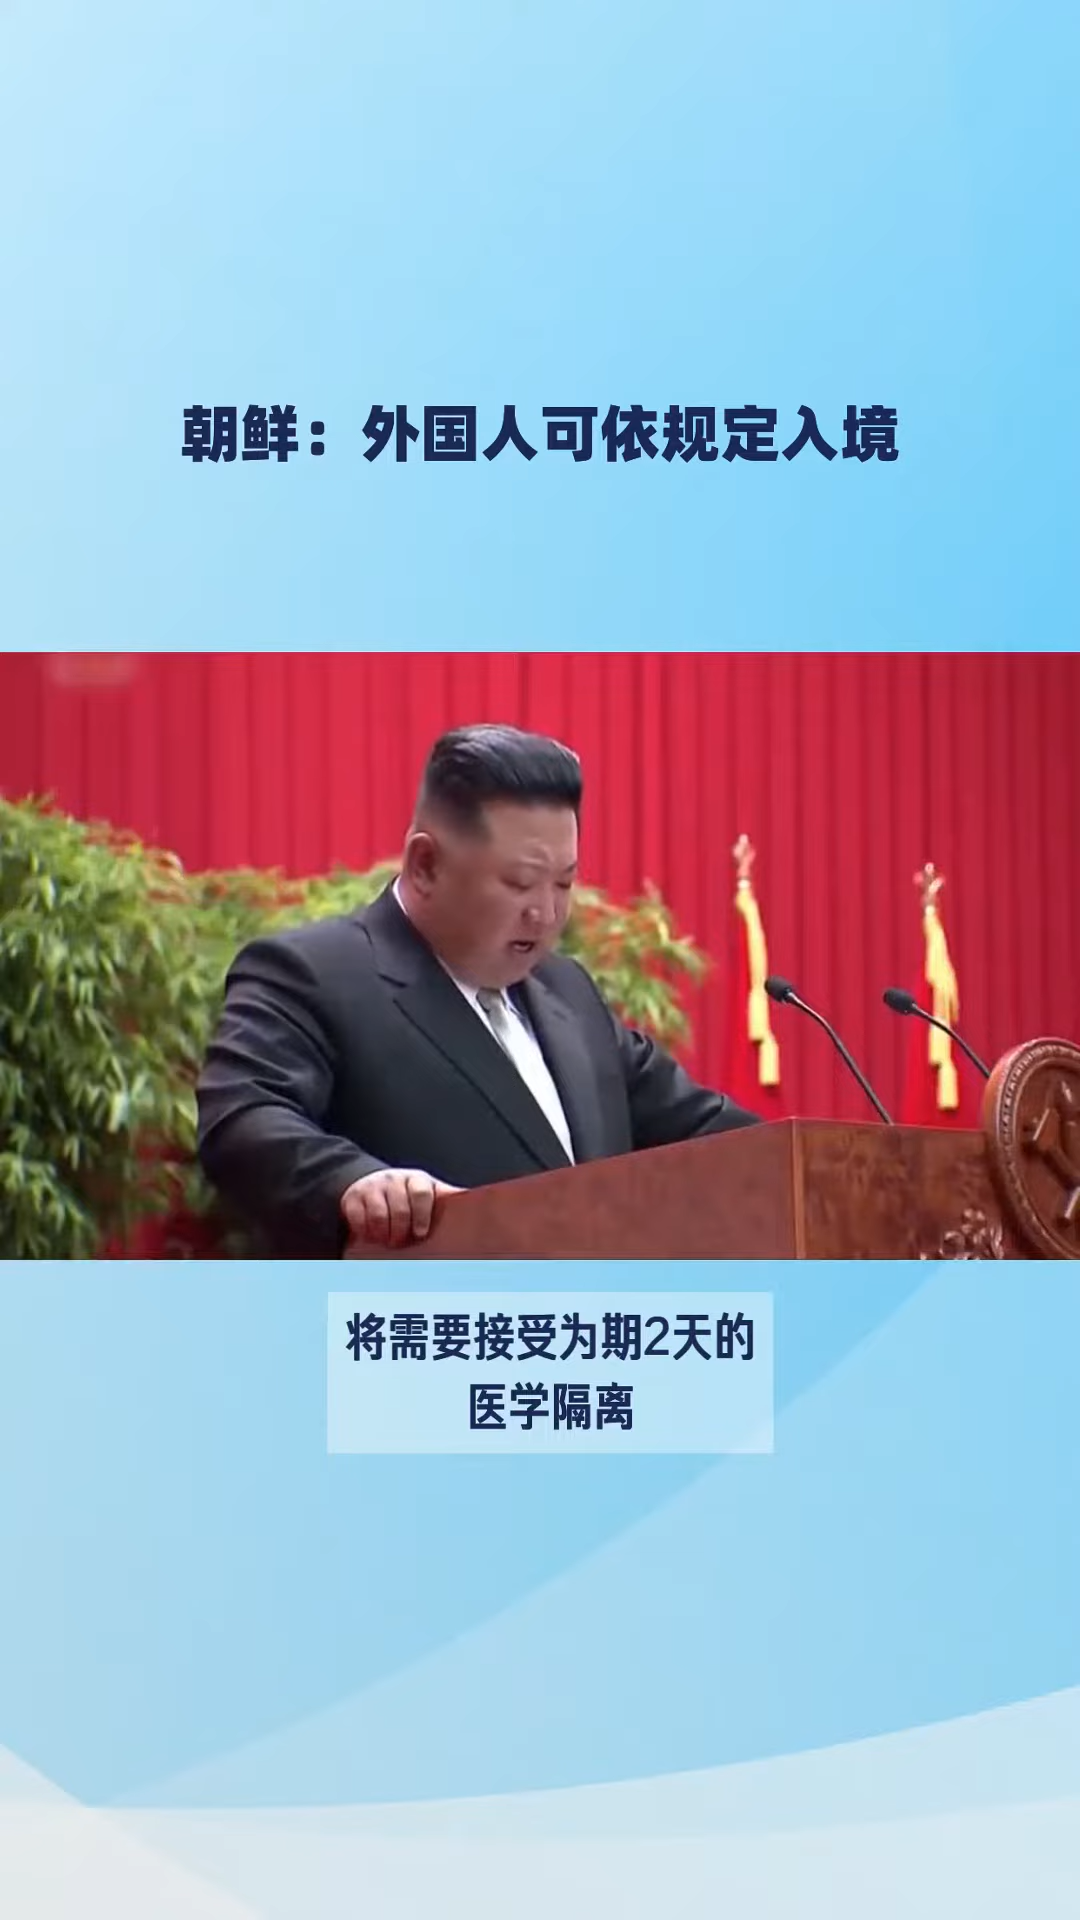 朝鲜：外国人可依规定入境
将需要接受为期2天的
医学隔离